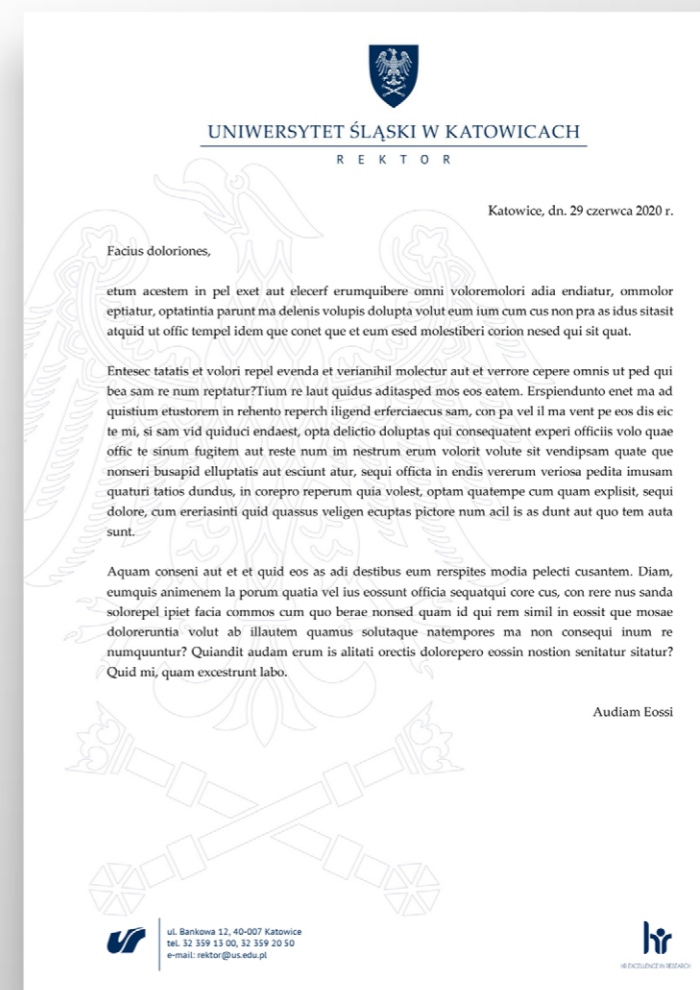 UNIWERSYTET ŚLĄSKI W KATOWICACH
REKTOR
Katowice, dn. 29 czerwca 2020 r.
Facius doloriones,
etum acestem in pel exet aut elecerf erumquibere omni voloremolori adia endiatur, ommolor
eptiatur, optatintia parunt ma delenis volupis dolupta volut eum ium cum cus non pra as idus sitasit
atquid ut offic tempel idem que conet que et eum esed molestiberi corion nesed qui sit quat.
Entesec tatatis et volori repel evenda et verianihil molectur aut et verrore cepere omnis ut ped qui
bea sam re num reptatur?Tium re laut quidus aditasped mos eos eatem. Erspiendunto enet ma ad
quistium etustorem in rehento reperch iligend erferciaecus sam, con pa vel il ma vent pe eos dis eic
te mi, si sam vid quiduci endaest, opta delictio doluptas qui consequatent experi officiis volo quae
offic te sinum fugitem aut reste num im nestrum erum volorit volute sit vendipsam quate que
nonseri busapid elluptatis aut esciunt atur, sequi officta in endis vererum veriosa pedita imusam
quaturi tatios dundus, in corepro reperum quia volest, optam quatempe cum quam explisit, sequi
dolore, cum ereriasinti quid quassus veligen ecuptas pictore num acil is as dunt aut quo tem auta
sunt.
Aquam conseni aut et et quid eos as adi destibus eum rerspites modia pelecti cusantem. Diam,
eumquis animenem la porum quatia vel ius eossunt officia sequatqui core cus, con rere nus sanda
solorepel ipiet facia commos cum quo berae nonsed quam id qui rem simil in eossit que mosae
doloreruntia volut ab illautem quamus solutaque natempores ma non consequi inum re
numquuntur? Quiandit audam erum is alitati orectis dolorepero eossin nostion senitatur sitatur?
Quid mi, quam excestrunt labo.
Audiam Eossi
ul. Bankowa 12, 40-007 Katowice
tel. 32 359 13 00, 32 359 20 50
e-mail: rektor@us.edu.pl
hr
HR EXCELLENCE IN RESEARCH